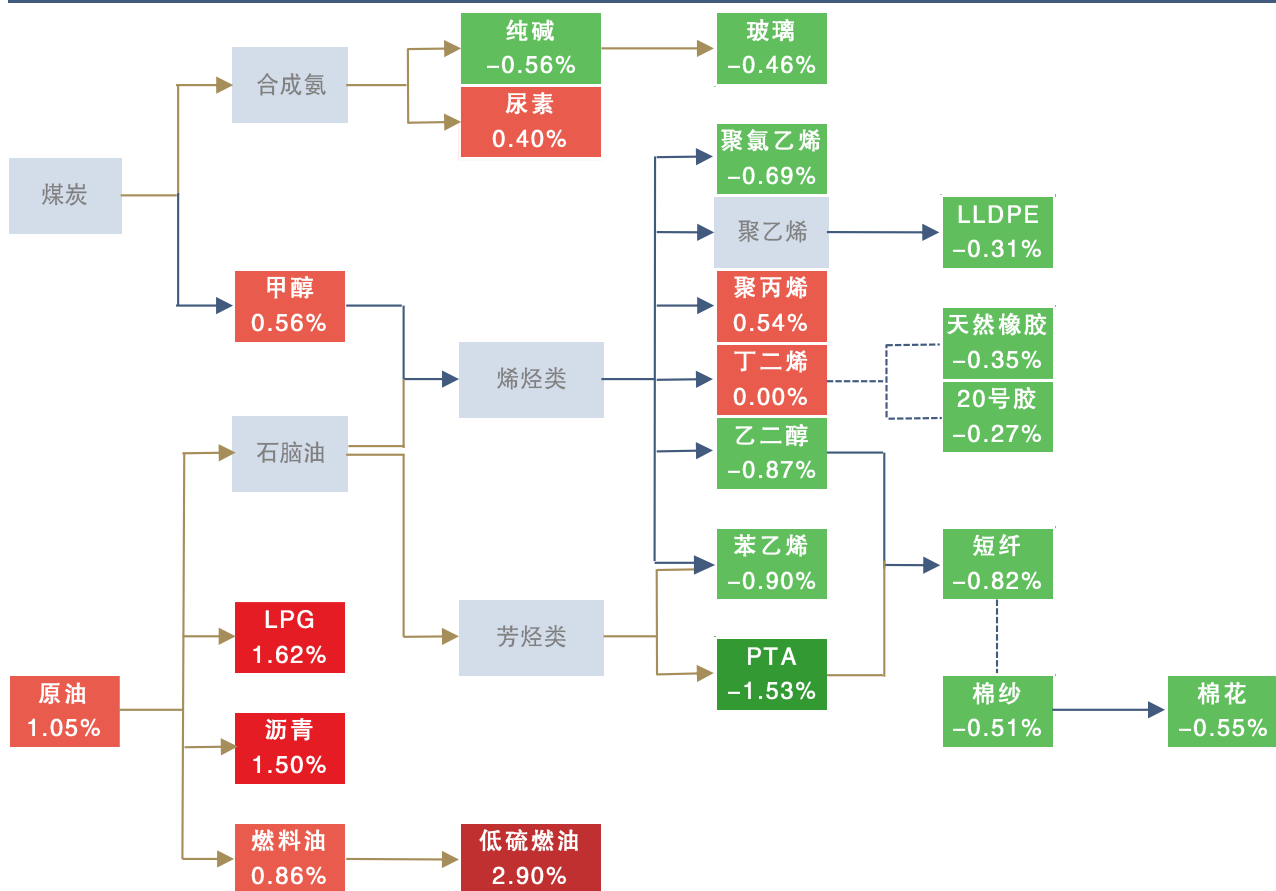 纯碱
-0.56%
玻璃
-0.46%
合成氨
尿素
0.40%
聚氯乙烯
-0.69%
煤炭
聚乙烯
LLDPE
-0.31%
甲醇
0.56%
聚丙烯
0.54%
天然橡胶
-0.35%
烯烃类
丁二烯
0.00%
20号胶
-0.27%
石脑油
乙二醇
-0.87%
苯乙烯
-0.90%
短纤
-0.82%
LPG
1.62%
芳烃类
PTA
-1.53%
原油
1.05%
棉纱
-0.51%
棉花
-0.55%
沥青
1.50%
燃料油
0.86%
低硫燃油
2.90%